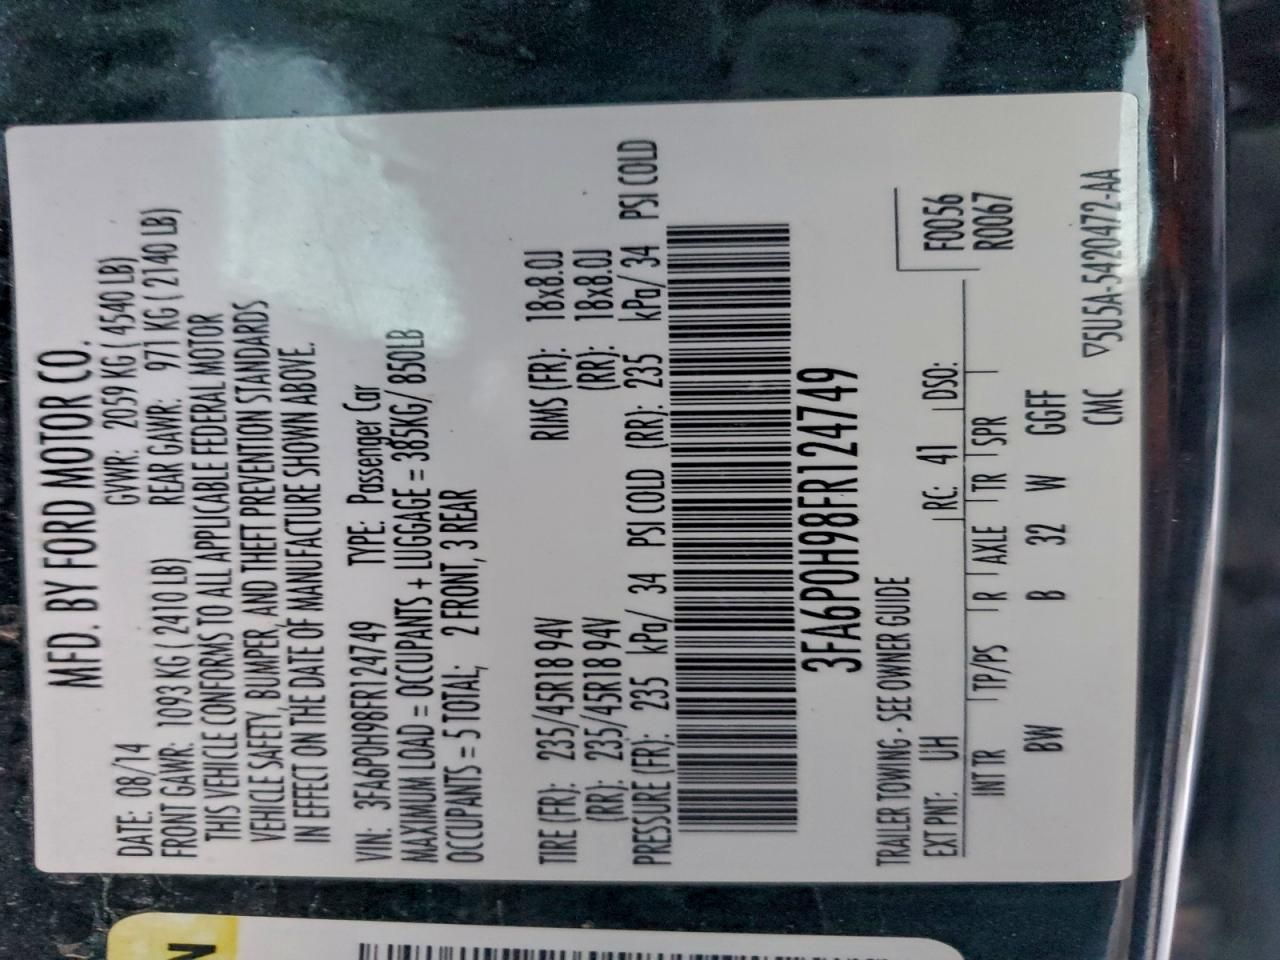 MFD. BY FORD MOTOR CO.
DATE: 08/14 GVWR: 2059 KG ( 4540 LB)
FRONT GAWR: 1093 KG ( 2410 LB) REAR GAWR: 971 KG ( 2140 LB)
THIS VEHICLE CONFORMS TO ALL APPLICABLE FEDERAL MOTOR
VEHICLE SAFETY, BUMPER, AND THEFT PREVENTION STANDARDS
IN EFFECT ON THE DATE OF MANUFACTURE SHOWN ABOVE.
VIN: 3FA6P0H98FR124749 TYPE: Passenger Car
MAXIMUM LOAD = OCCUPANTS + LUGGAGE = 385KG/ 850LB
OCCUPANTS = 5 TOTAL; 2 FRONT, 3 REAR
TIRE (FR): 235/45R18 94V RIMS (FR): 18x8.0J
(RR): 235/45R18 94V (RR): 18x8.0J
PRESSURE (FR): 235 kPa/ 34 PSI COLD (RR): 235 kPa/ 34 PSI COLD
3FA6P0H98FR124749
TRAILER TOWING - SEE OWNER GUIDE
F0056
EXT PNT: UH RC: 41 DSO:
R0067
INT TR TP/PS R AXLE TR SPR
BW B 32 W GGFF
CMC ▽5U5A-5420472-AA
N